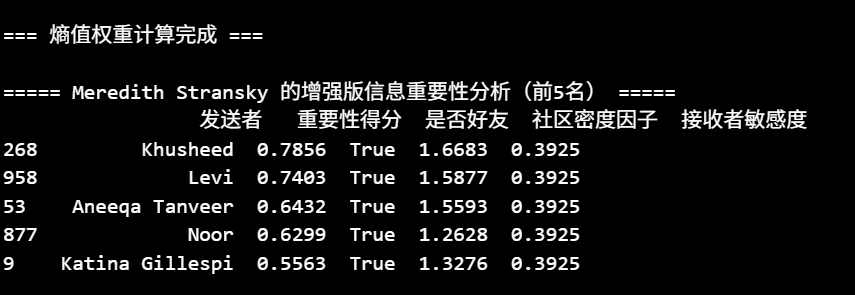 === 熵值权重计算完成 ===
===== Meredith Stransky 的增强版信息重要性分析（前5名） =====
发送者 重要性得分 是否好友 社区密度因子 接收者敏感度
268 Khusheed 0.7856 True 1.6683 0.3925
958 Levi 0.7403 True 1.5877 0.3925
53 Aneeqa Tanveer 0.6432 True 1.5593 0.3925
877 Noor 0.6299 True 1.2628 0.3925
9 Katina Gillespi 0.5563 True 1.3276 0.3925